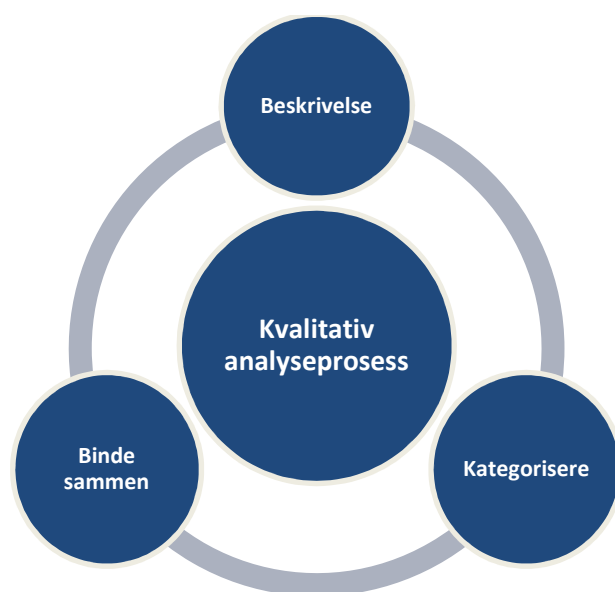 Beskrivelse
Kvalitativ
analyseprosess
Binde
sammen
Kategorisere